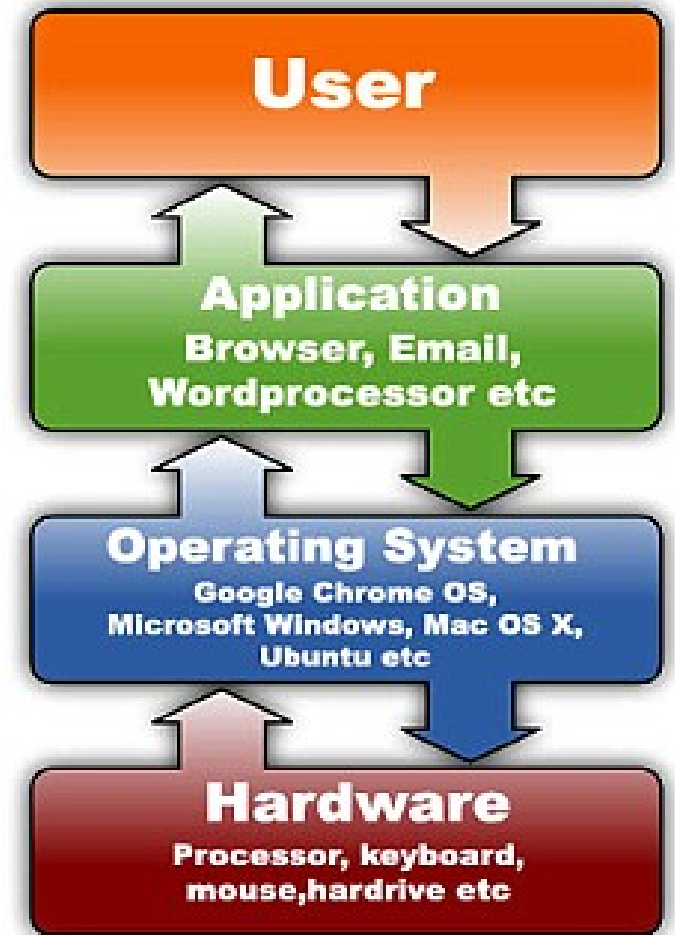 User
Application
Browser, Email,
Wordprocessor etc
Operating System
Google Chrome OS,
Microsoft Windows, Mac OS X,
Ubuntu etc
Hardware
Processor, keyboard,
mouse,hardrive etc